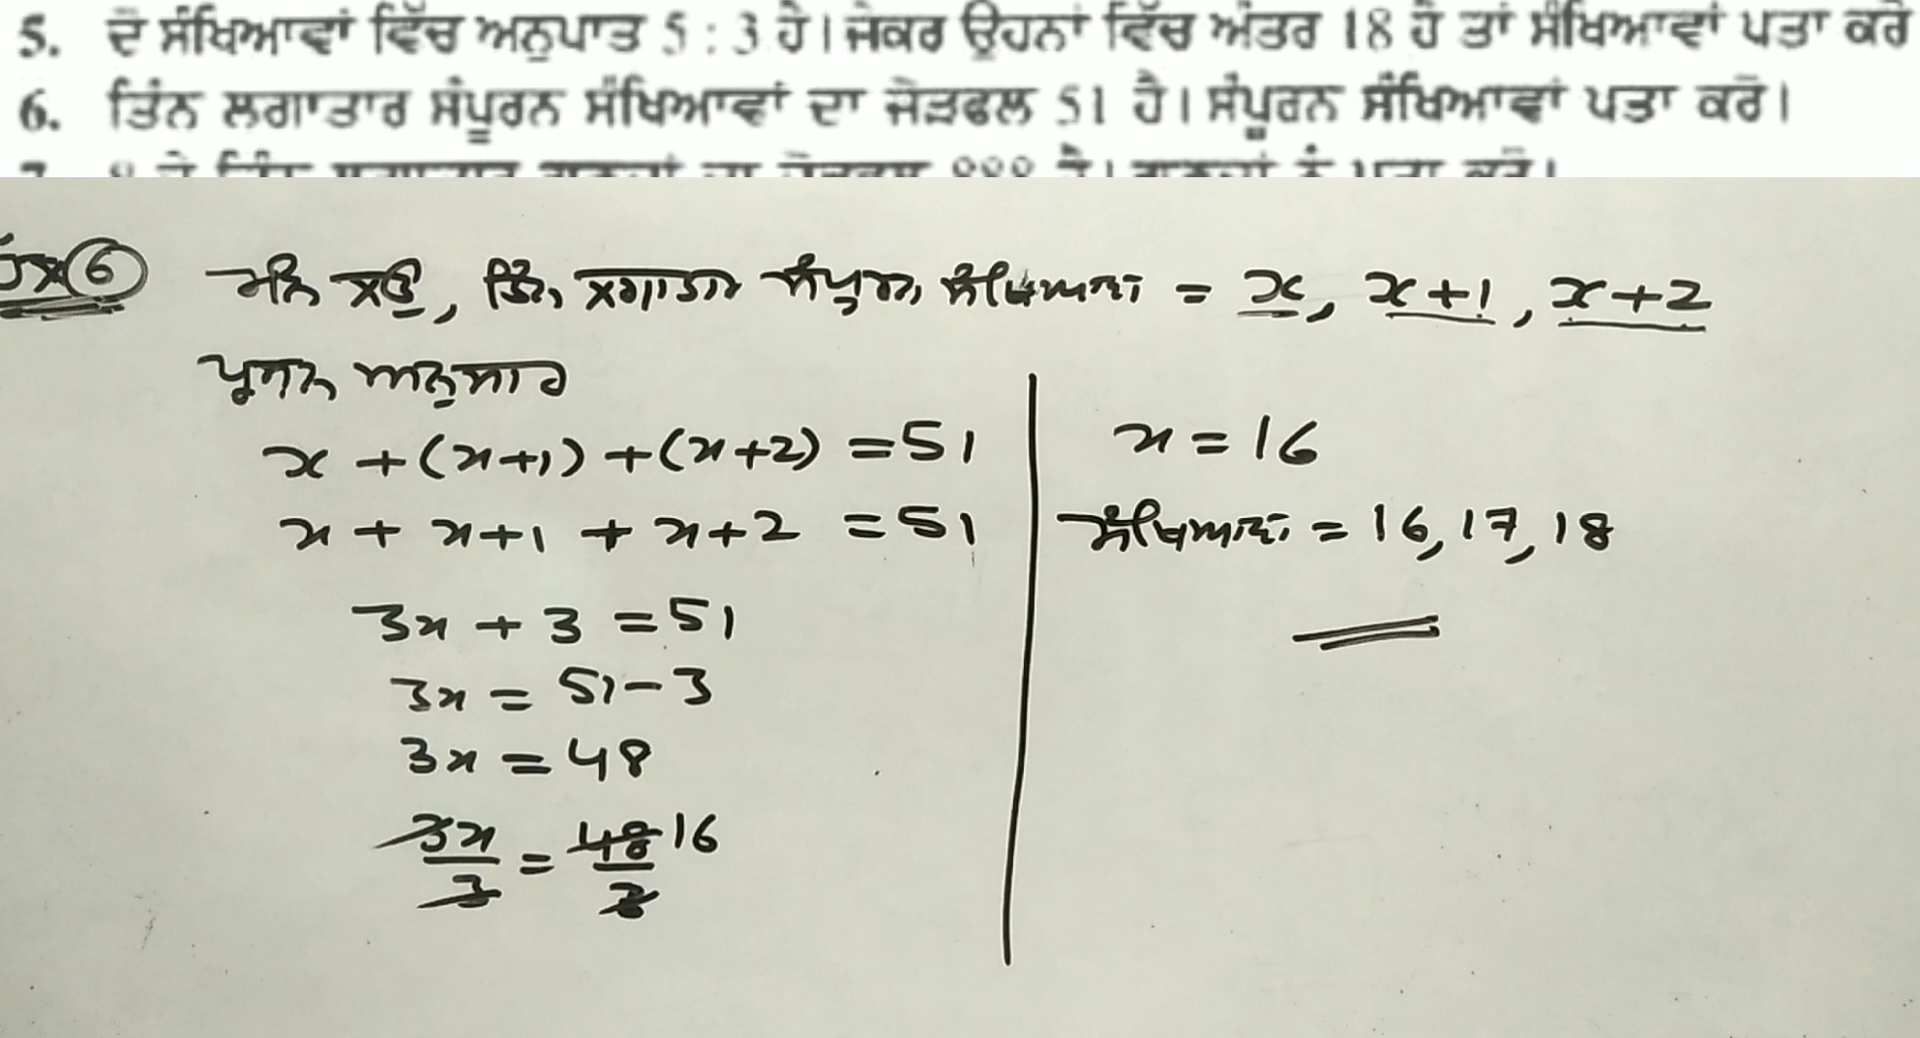 5. ਦੋ ਸੰਖਿਆਵਾਂ ਵਿੱਚ ਅਨੁਪਾਤ 5 : 3 ਹੈ। ਜੇਕਰ ਉਹਨਾਂ ਵਿੱਚ ਅੰਤਰ 18 ਹੈ ਤਾਂ ਸੰਖਿਆਵਾਂ ਪਤਾ ਕਰੋ
6. ਤਿੰਨ ਲਗਾਤਾਰ ਸੰਪੂਰਨ ਸੰਖਿਆਵਾਂ ਦਾ ਜੋੜਫਲ 51 ਹੈ। ਸੰਪੂਰਨ ਸੰਖਿਆਵਾਂ ਪਤਾ ਕਰੋ।
6 ਮੰਨ ਲਓ, ਤਿੰਨ ਲਗਾਤਾਰ ਸੰਪੂਰਨ ਸੰਖਿਆਵਾਂ = x, x+1, x+2
ਪ੍ਰਸ਼ਨ ਅਨੁਸਾਰ
x + (x+1) + (x+2) = 51
x + x+1 + x+2 = 51
3x + 3 = 51
3x = 51-3
3x = 48
3x/3 = 48/3 16
x = 16
ਸੰਖਿਆਵਾਂ = 16, 17, 18